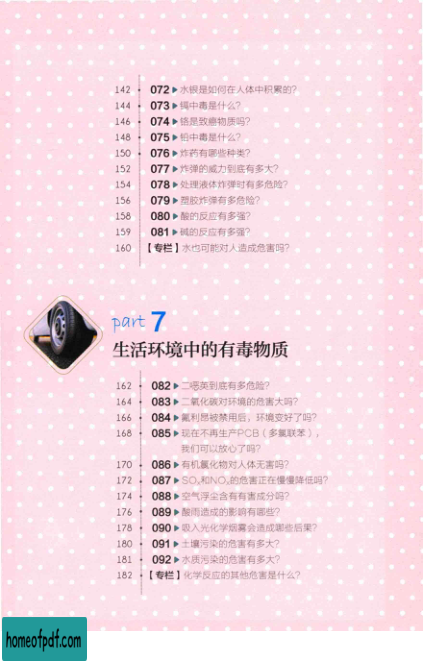 142 · 072▶水银是如何在人体中积累的?
144 · 073▶镉中毒是什么?
146 · 074▶铬是致癌物质吗?
148 · 075▶铅中毒是什么?
150 · 076▶炸药有哪些种类?
152 · 077▶炸弹的威力到底有多大?
154 · 078▶处理液体炸弹时有多危险?
156 · 079▶塑胶炸弹有多危险?
158 · 080▶酸的反应有多强?
159 · 081▶碱的反应有多强?
160 【专栏】水也可能对人造成危害吗?
part 7
生活环境中的有毒物质
162 · 082▶二噁英到底有多危险?
164 · 083▶二氧化碳对环境的危害大吗?
166 · 084▶氟利昂被禁用后，环境变好了吗?
168 · 085▶现在不再生产PCB（多氯联苯），
我们可以放心了吗?
170 · 086▶有机氯化物对人体无害吗?
172 · 087▶SOₓ和NOₓ的危害正在慢慢降低吗?
174 · 088▶空气浮尘含有有害成分吗?
176 · 089▶酸雨造成的影响有哪些?
178 · 090▶吸入光化学烟雾会造成哪些后果?
180 · 091▶土壤污染的危害有多大?
181 · 092▶水质污染的危害有多大?
182 · 【专栏】化学反应的其他危害是什么?
homeofpdf.com